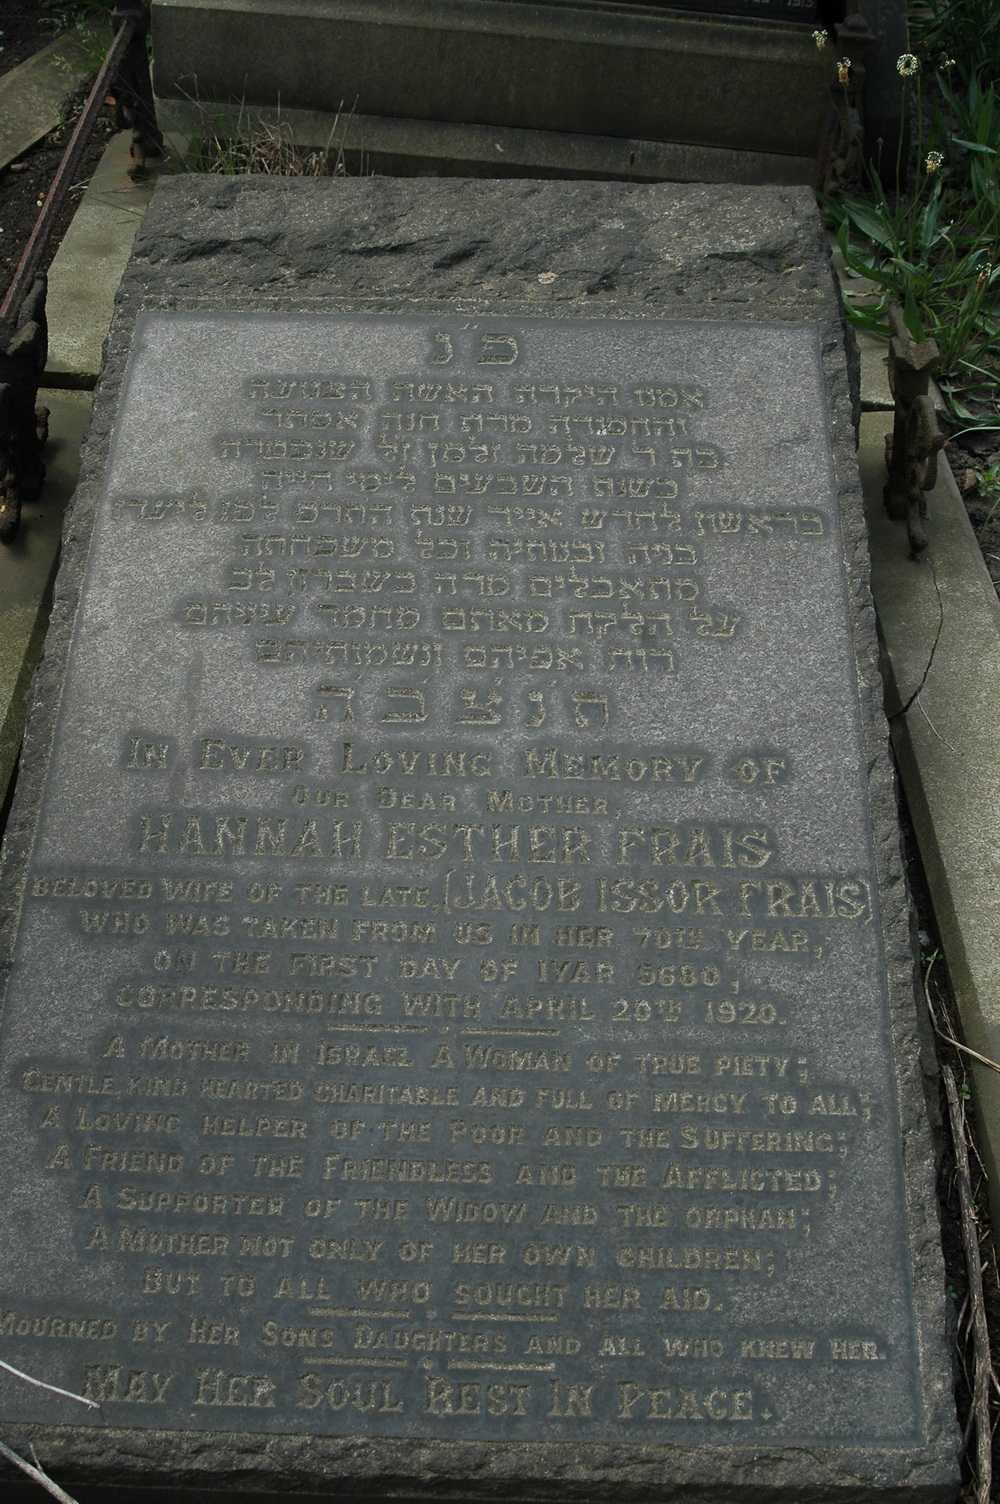 פ״נ
אמנו היקרה האשה הצנועה
והחמודה מרת חנה אסתר
בת ר׳ שלמה זלמן ז״ל שנפטרה
בשנת השבעים לימי חייה
בראשון לחדש אייר שנת התרפ לפ״ג ליצירה
בניה ובנותיה וכל משפחתה
מתאבלים מרה בשברון לב
על הלקח מאתם מחמד עיניהם
רוח אפיהם ונשמותיהם
ת׳נ׳צ׳ב׳ה׳
In Ever Loving Memory of
Our Dear Mother,
HANNAH ESTHER FRAIS
BELOVED WIFE OF THE LATE, (JACOB ISSOR FRAIS)
WHO WAS TAKEN FROM US IN HER 70TH YEAR,
ON THE FIRST DAY OF IYAR 5680,
CORRESPONDING WITH APRIL 20TH 1920.
A MOTHER IN ISRAEL A WOMAN OF TRUE PIETY;
GENTLE, KIND HEARTED CHARITABLE AND FULL OF MERCY TO ALL;
A LOVING HELPER OF THE POOR AND THE SUFFERING;
A FRIEND OF THE FRIENDLESS AND THE AFFLICTED;
A SUPPORTER OF THE WIDOW AND THE ORPHAN;
A MOTHER NOT ONLY OF HER OWN CHILDREN;
BUT TO ALL WHO SOUGHT HER AID.
MOURNED BY HER SONS DAUGHTERS AND ALL WHO KNEW HER.
MAY HER SOUL REST IN PEACE.